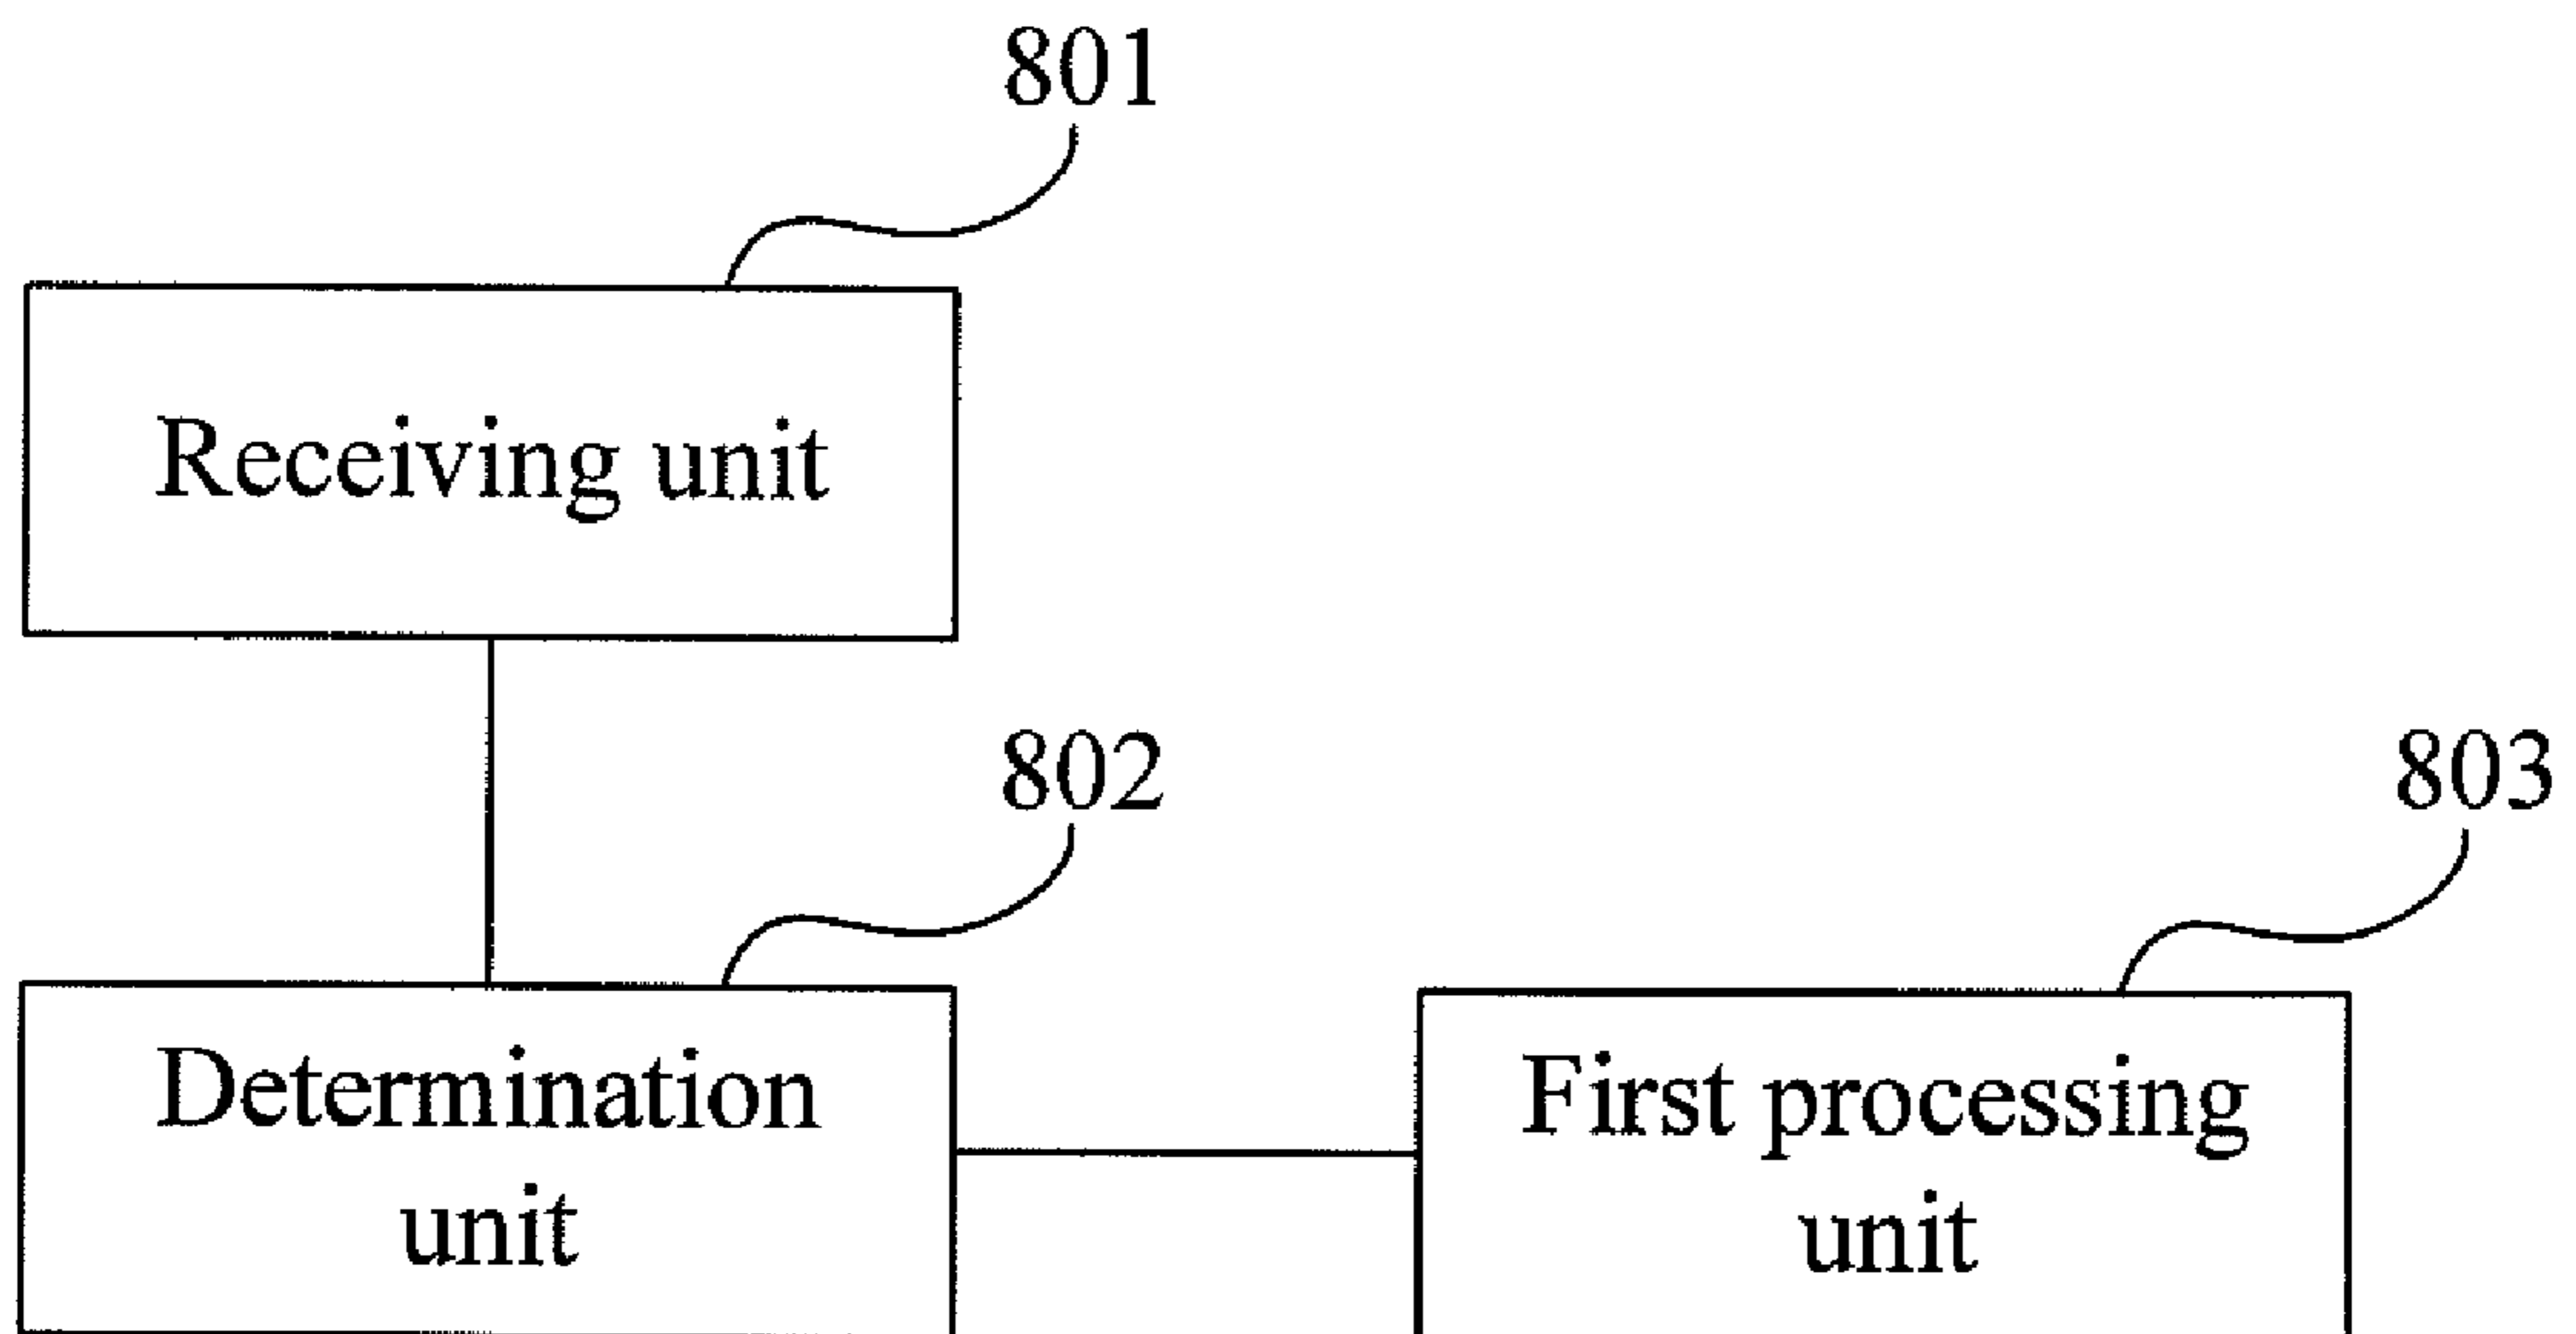 801
Receiving unit
802
803
Determination
unit
First processing
unit